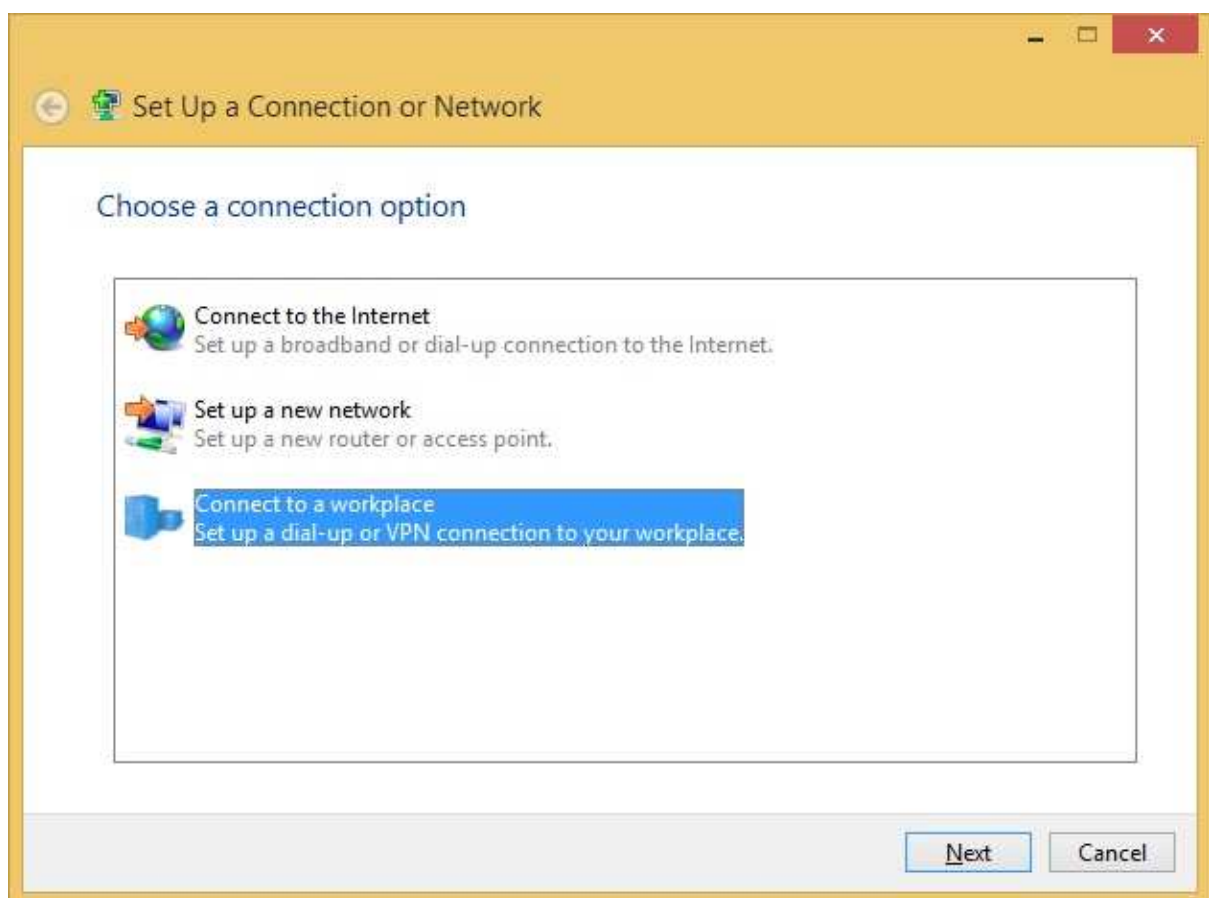 Set Up a Connection or Network
Choose a connection option
Connect to the Internet
Set up a broadband or dial-up connection to the Internet.
Set up a new network
Set up a new router or access point.
Connect to a workplace
Set up a dial-up or VPN connection to your workplace.
Next
Cancel